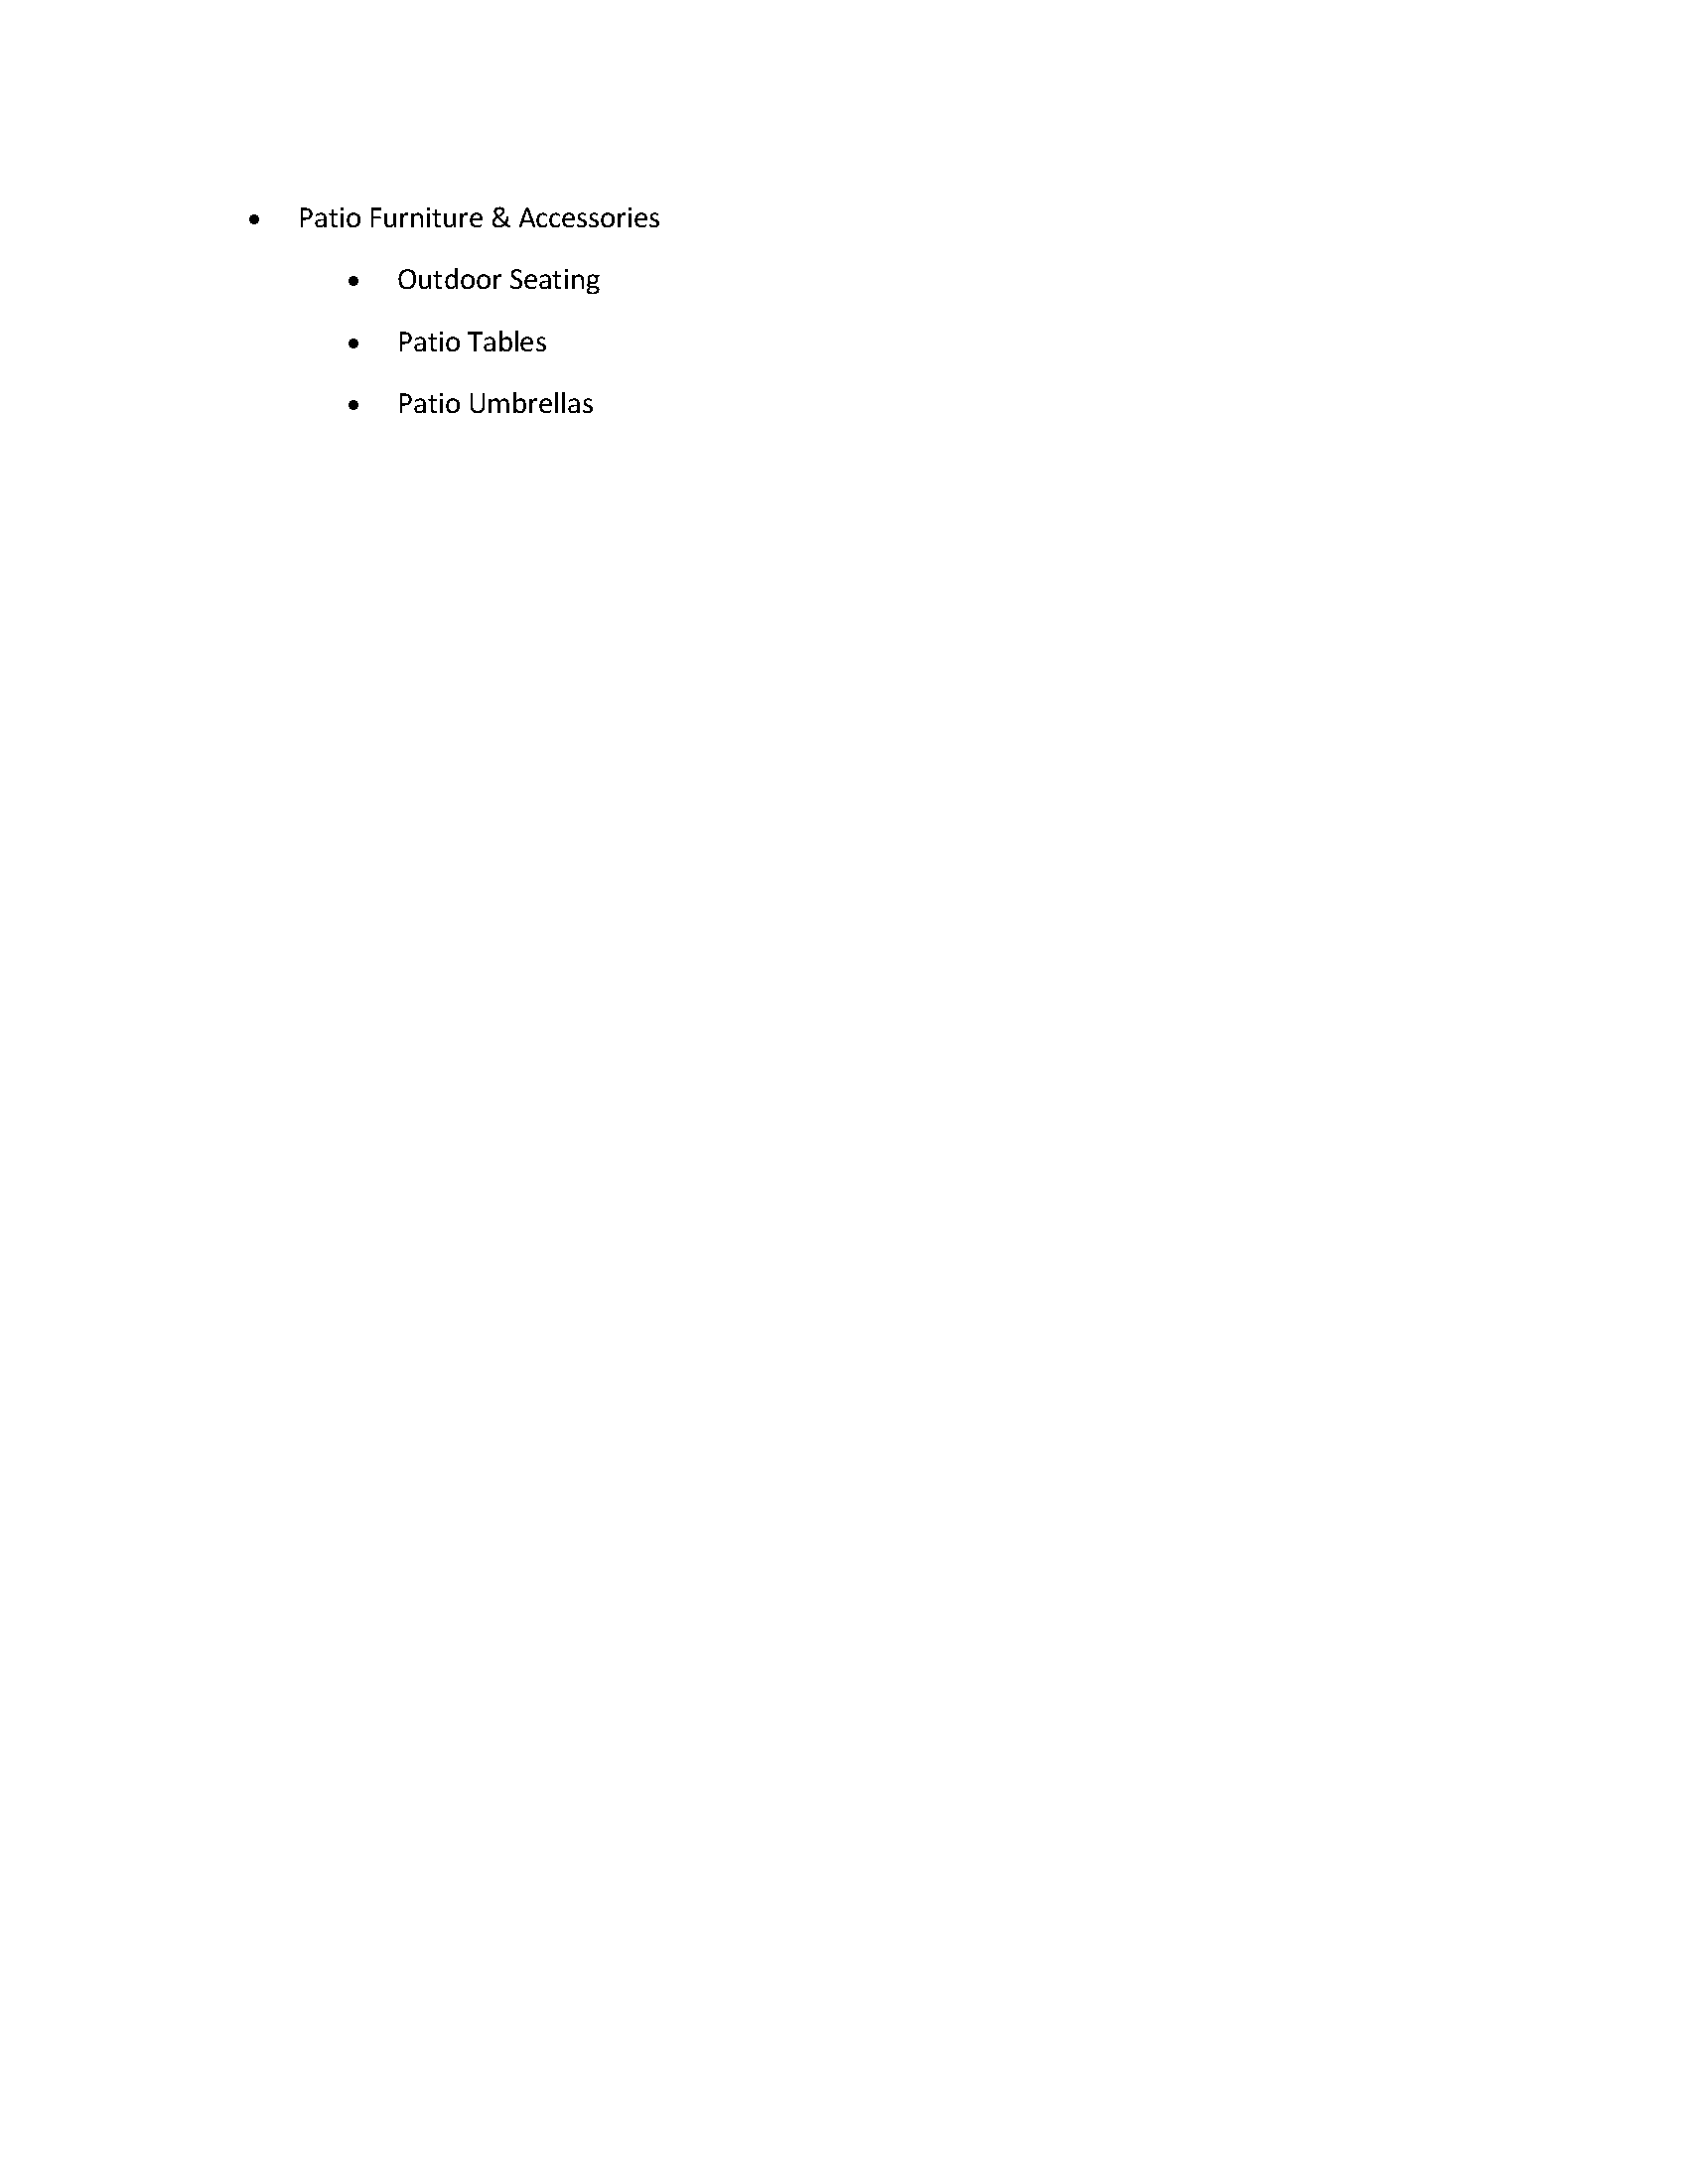 • Patio Furniture & Accessories
• Outdoor Seating
• Patio Tables
• Patio Umbrellas